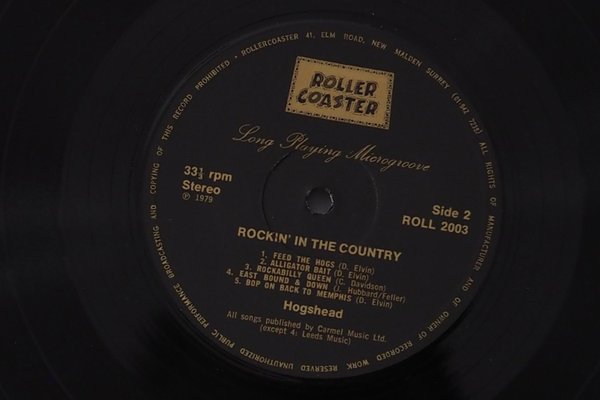 ROLLERCOASTER 41, ELM ROAD, NEW MALDEN SURREY (01.942 7235) ALL RIGHTS OF MANUFACTURER AND OF OWNER OF RECORDED WORK RESERVED UNAUTHORIZED PUBLIC PERFORMANCE BROADCASTING AND COPYING OF THIS RECORD PROHIBITED •
ROLLER
COASTER
Long Playing Microgroove
33⅓ rpm
Stereo
℗ 1979
Side 2
ROLL 2003
ROCKIN' IN THE COUNTRY
1. FEED THE HOGS (D. Elvin)
2. ALLIGATOR BAIT (D. Elvin)
3. ROCKABILLY QUEEN (C. Davidson)
4. EAST BOUND & DOWN (J. Hubbard/Feller)
5. BOP ON BACK TO MEMPHIS (D. Elvin)
Hogshead
All songs published by Carmel Music Ltd.
(except 4: Leeds Music)